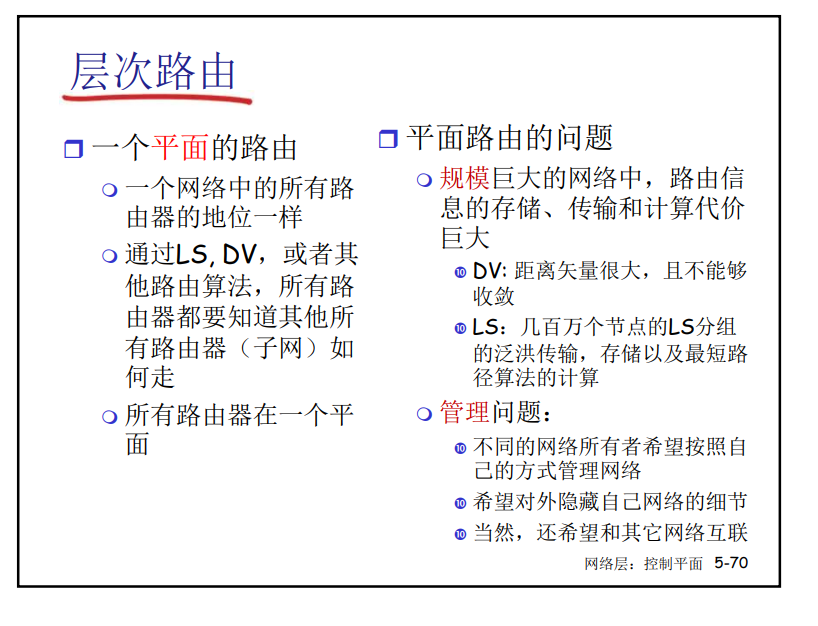 层次路由
一个平面的路由
一个网络中的所有路
由器的地位一样
通过LS, DV，或者其
他路由算法，所有路
由器都要知道其他所
有路由器（子网）如
何走
所有路由器在一个平
面
平面路由的问题
规模巨大的网络中，路由信
息的存储、传输和计算代价
巨大
⑩ DV: 距离矢量很大，且不能够
收敛
⑩ LS：几百万个节点的LS分组
的泛洪传输，存储以及最短路
径算法的计算
管理问题：
⑩ 不同的网络所有者希望按照自
己的方式管理网络
⑩ 希望对外隐藏自己网络的细节
⑩ 当然，还希望和其它网络互联
网络层：控制平面 5-70